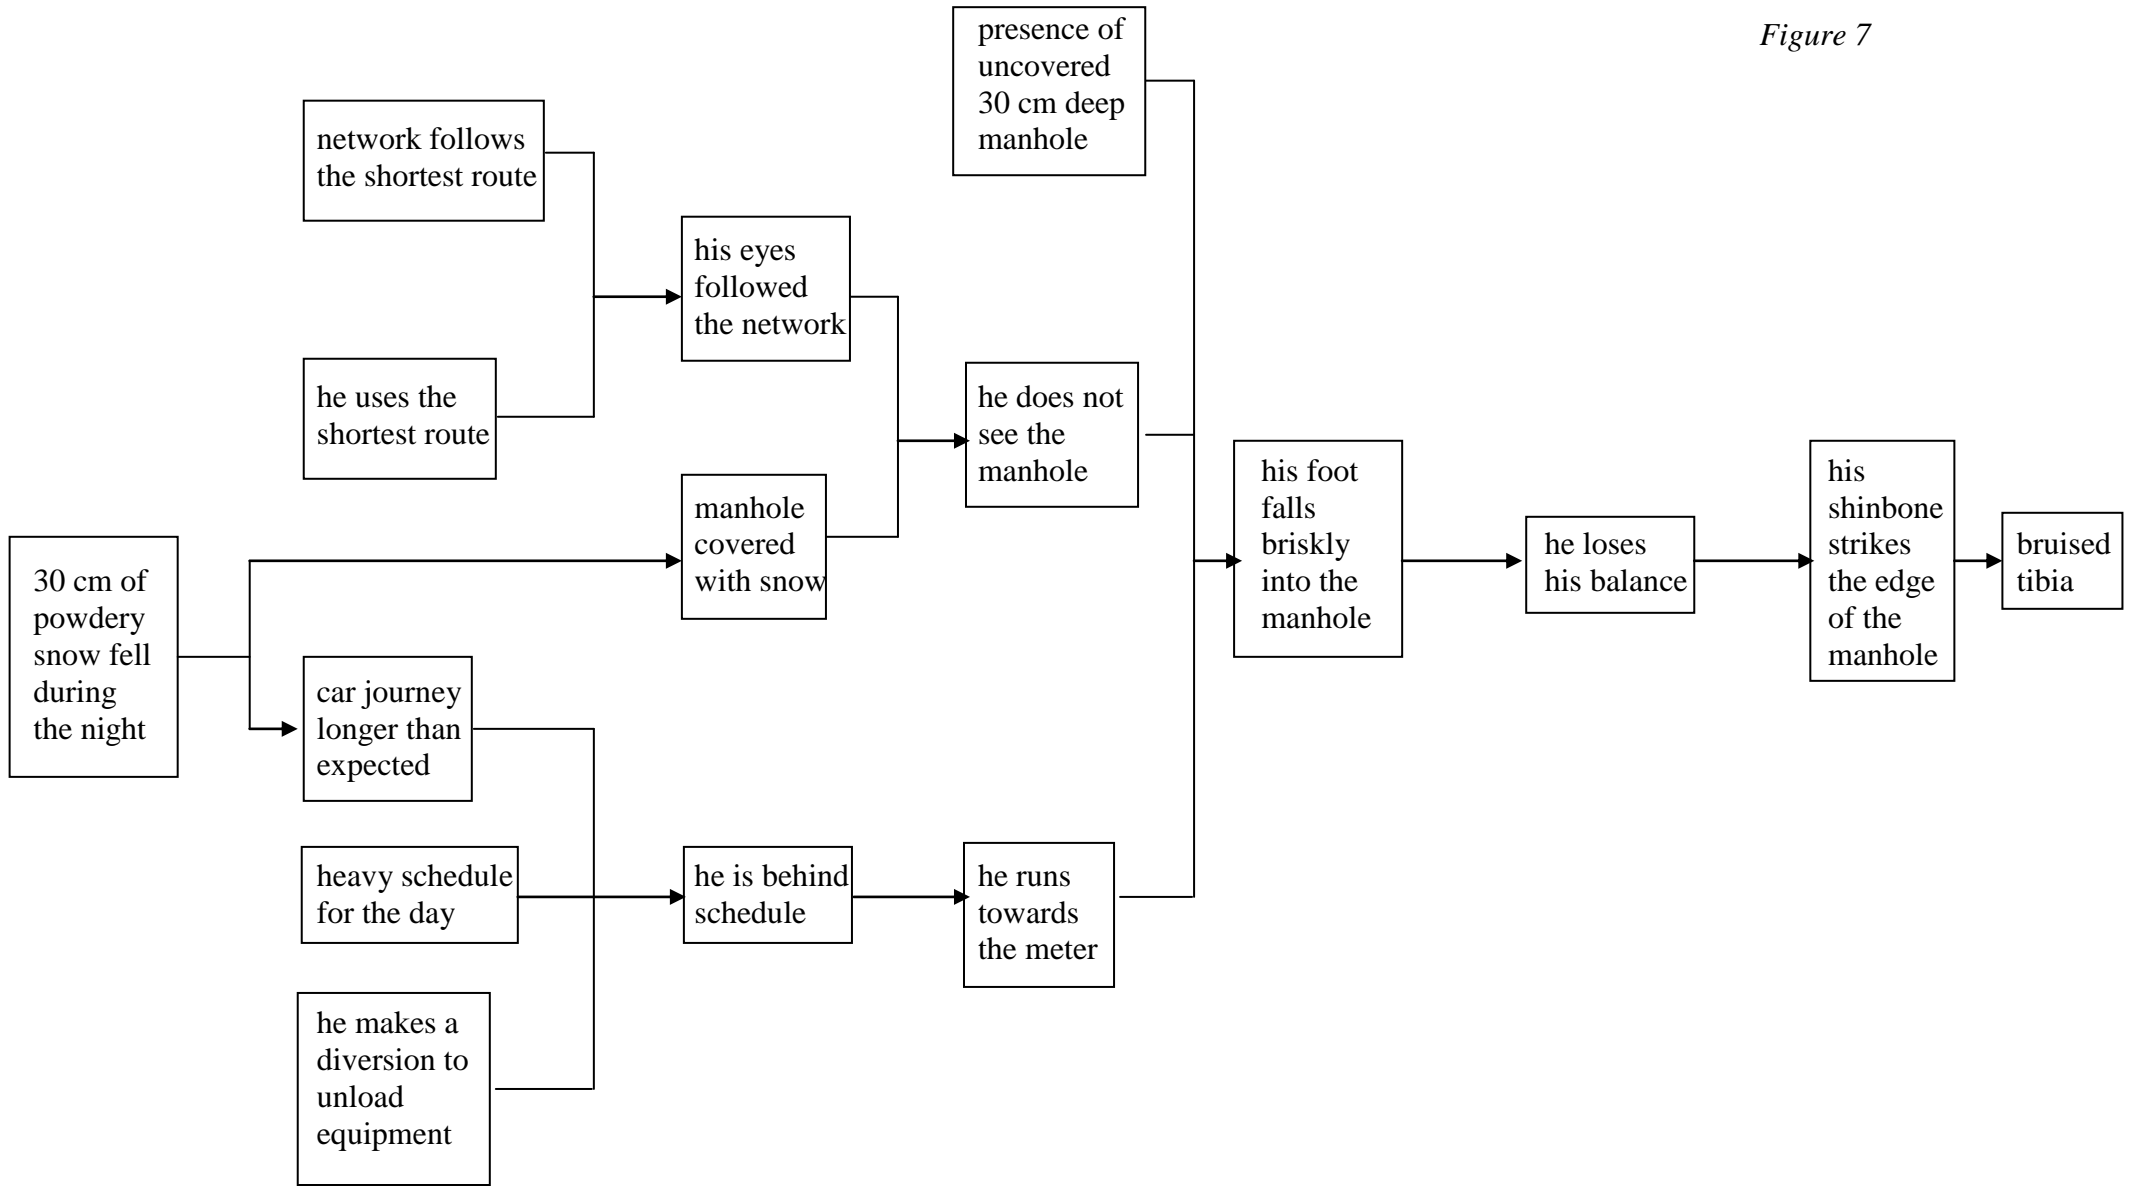 presence of
uncovered
30 cm deep
manhole
Figure 7
network follows
the shortest route
his eyes
followed
the network
he uses the
shortest route
he does not
see the
manhole
manhole
covered
with snow
his foot
falls
briskly
into the
manhole
he loses
his balance
his
shinbone
strikes
the edge
of the
manhole
bruised
tibia
30 cm of
powdery
snow fell
during
the night
car journey
longer than
expected
heavy schedule
for the day
he is behind
schedule
he runs
towards
the meter
he makes a
diversion to
unload
equipment